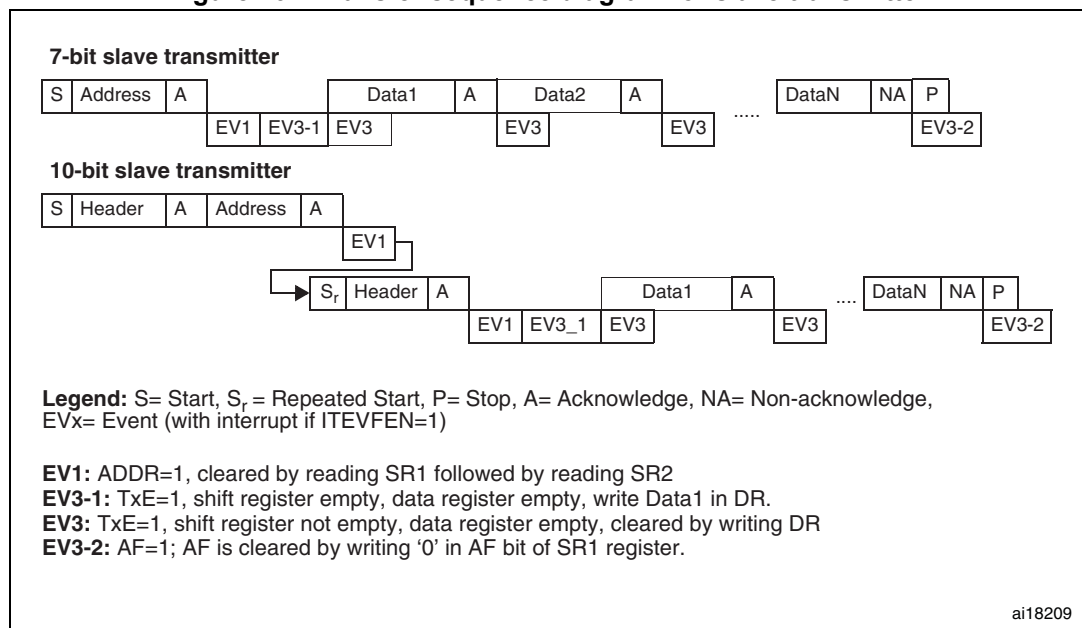 7-bit slave transmitter
S Address A Data1 A Data2 A ..... DataN NA P
EV1 EV3-1 EV3 EV3 EV3 EV3-2
10-bit slave transmitter
S Header A Address A
EV1
Sr Header A Data1 A .... DataN NA P
EV1 EV3_1 EV3 EV3 EV3-2
Legend: S= Start, Sr = Repeated Start, P= Stop, A= Acknowledge, NA= Non-acknowledge,
EVx= Event (with interrupt if ITEVFEN=1)
EV1: ADDR=1, cleared by reading SR1 followed by reading SR2
EV3-1: TxE=1, shift register empty, data register empty, write Data1 in DR.
EV3: TxE=1, shift register not empty, data register empty, cleared by writing DR
EV3-2: AF=1; AF is cleared by writing ‘0’ in AF bit of SR1 register.
ai18209